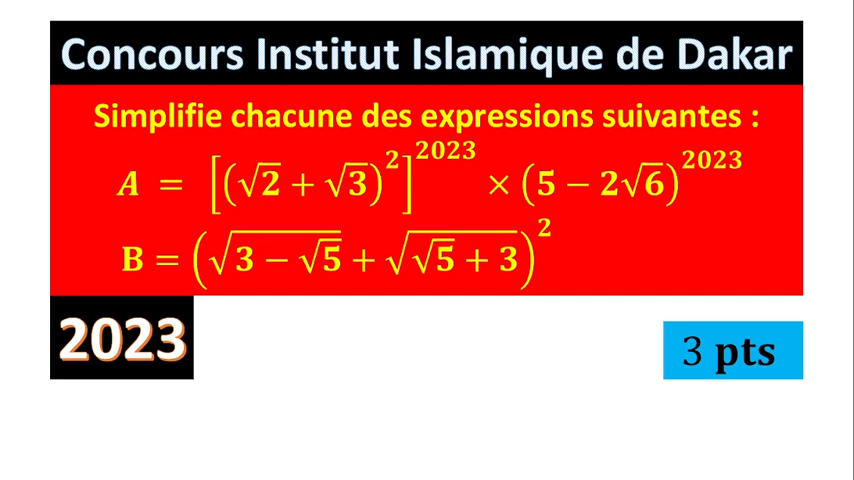 Concours Institut Islamique de Dakar
Simplifie chacune des expressions suivantes :
A = [(√2 + √3)²]²⁰²³ × (5 − 2√6)²⁰²³
B = (√(3 − √5) + √(√5 + 3))²
2023
3 pts